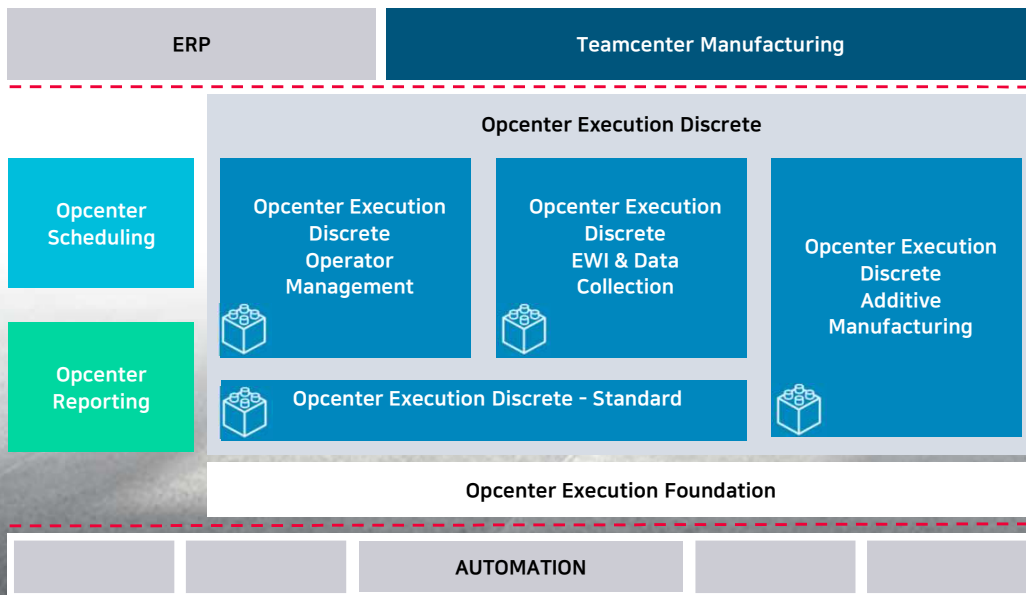 ERP
Teamcenter Manufacturing
Opcenter Execution Discrete
Opcenter
Scheduling
Opcenter Execution
Discrete
Operator
Management
Opcenter Execution
Discrete
EWI & Data
Collection
Opcenter Execution
Discrete
Additive
Manufacturing
Opcenter
Reporting
Opcenter Execution Discrete - Standard
Opcenter Execution Foundation
AUTOMATION